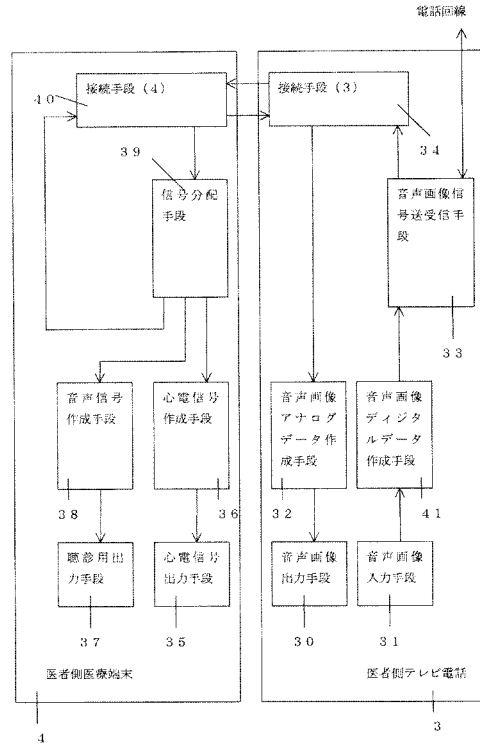 電話回線
接続手段(4)
接続手段(3)
40
34
39
信号分配
手段
音声画像信
号送受信手
段
33
音声信号
作成手段
心電信号
作成手段
音声画像
アナログ
データ作
成手段
音声画像
ディジタ
ルデータ
作成手段
38
36
32
41
聴診用出
力手段
心電信号
出力手段
音声画像
出力手段
音声画像
入力手段
37
35
30
31
医者側医療端末
医者側テレビ電話
4
3